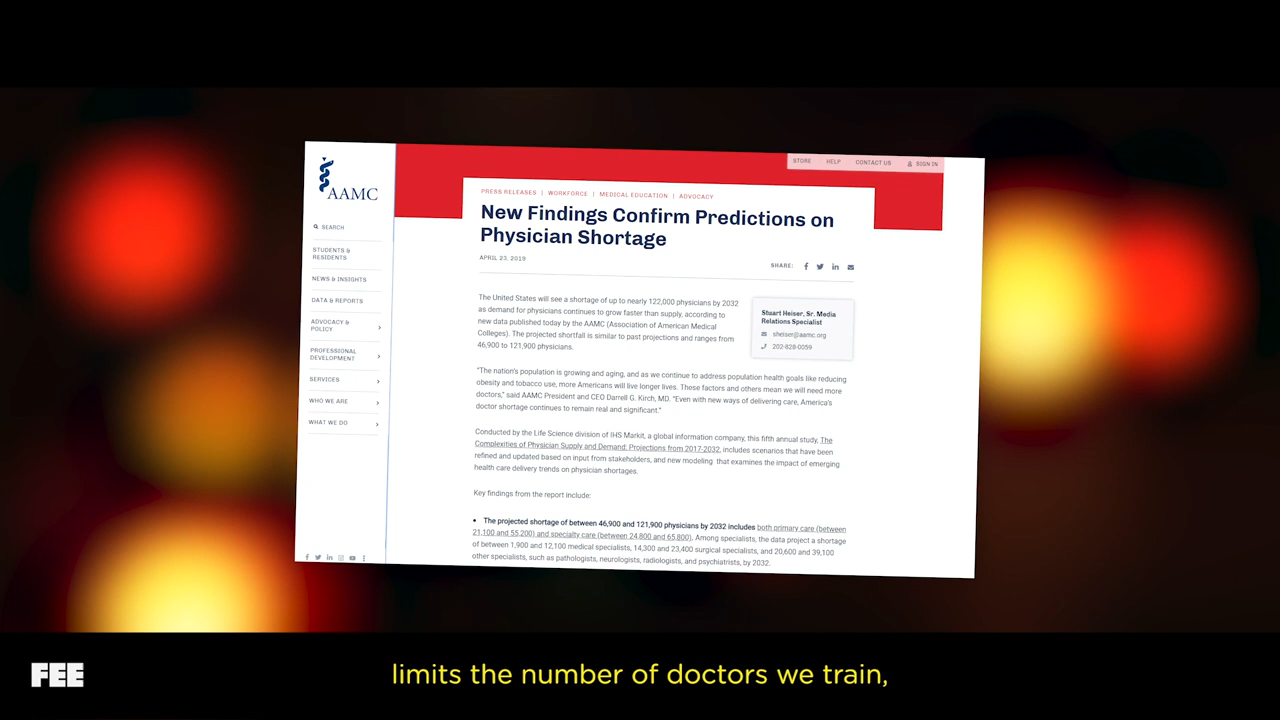 AAMC
SEARCH
STUDENTS &
RESIDENTS
NEWS & INSIGHTS
DATA & REPORTS
ADVOCACY &
POLICY
PROFESSIONAL
DEVELOPMENT
SERVICES
WHO WE ARE
WHAT WE DO
STORE HELP CONTACT US SIGN IN
PRESS RELEASES | WORKFORCE | MEDICAL EDUCATION | ADVOCACY
New Findings Confirm Predictions on
Physician Shortage
APRIL 23, 2019
SHARE:
The United States will see a shortage of up to nearly 122,000 physicians by 2032
as demand for physicians continues to grow faster than supply, according to
new data published today by the AAMC (Association of American Medical
Colleges). The projected shortfall is similar to past projections and ranges from
46,900 to 121,900 physicians.
Stuart Heiser, Sr. Media
Relations Specialist
sheiser@aamc.org
202-828-0059
"The nation's population is growing and aging, and as we continue to address population health goals like reducing
obesity and tobacco use, more Americans will live longer lives. These factors and others mean we will need more
doctors," said AAMC President and CEO Darrell G. Kirch, MD. "Even with new ways of delivering care, America's
doctor shortage continues to remain real and significant."
Conducted by the Life Science division of IHS Markit, a global information company, this fifth annual study, The
Complexities of Physician Supply and Demand: Projections from 2017-2032, includes scenarios that have been
refined and updated based on input from stakeholders, and new modeling that examines the impact of emerging
health care delivery trends on physician shortages.
Key findings from the report include:
• The projected shortage of between 46,900 and 121,900 physicians by 2032 includes both primary care (between
21,100 and 55,200) and specialty care (between 24,800 and 65,800). Among specialists, the data project a shortage
of between 1,900 and 12,100 medical specialists, 14,300 and 23,400 surgical specialists, and 20,600 and 39,100
other specialists, such as pathologists, neurologists, radiologists, and psychiatrists, by 2032.
FEE
limits the number of doctors we train,